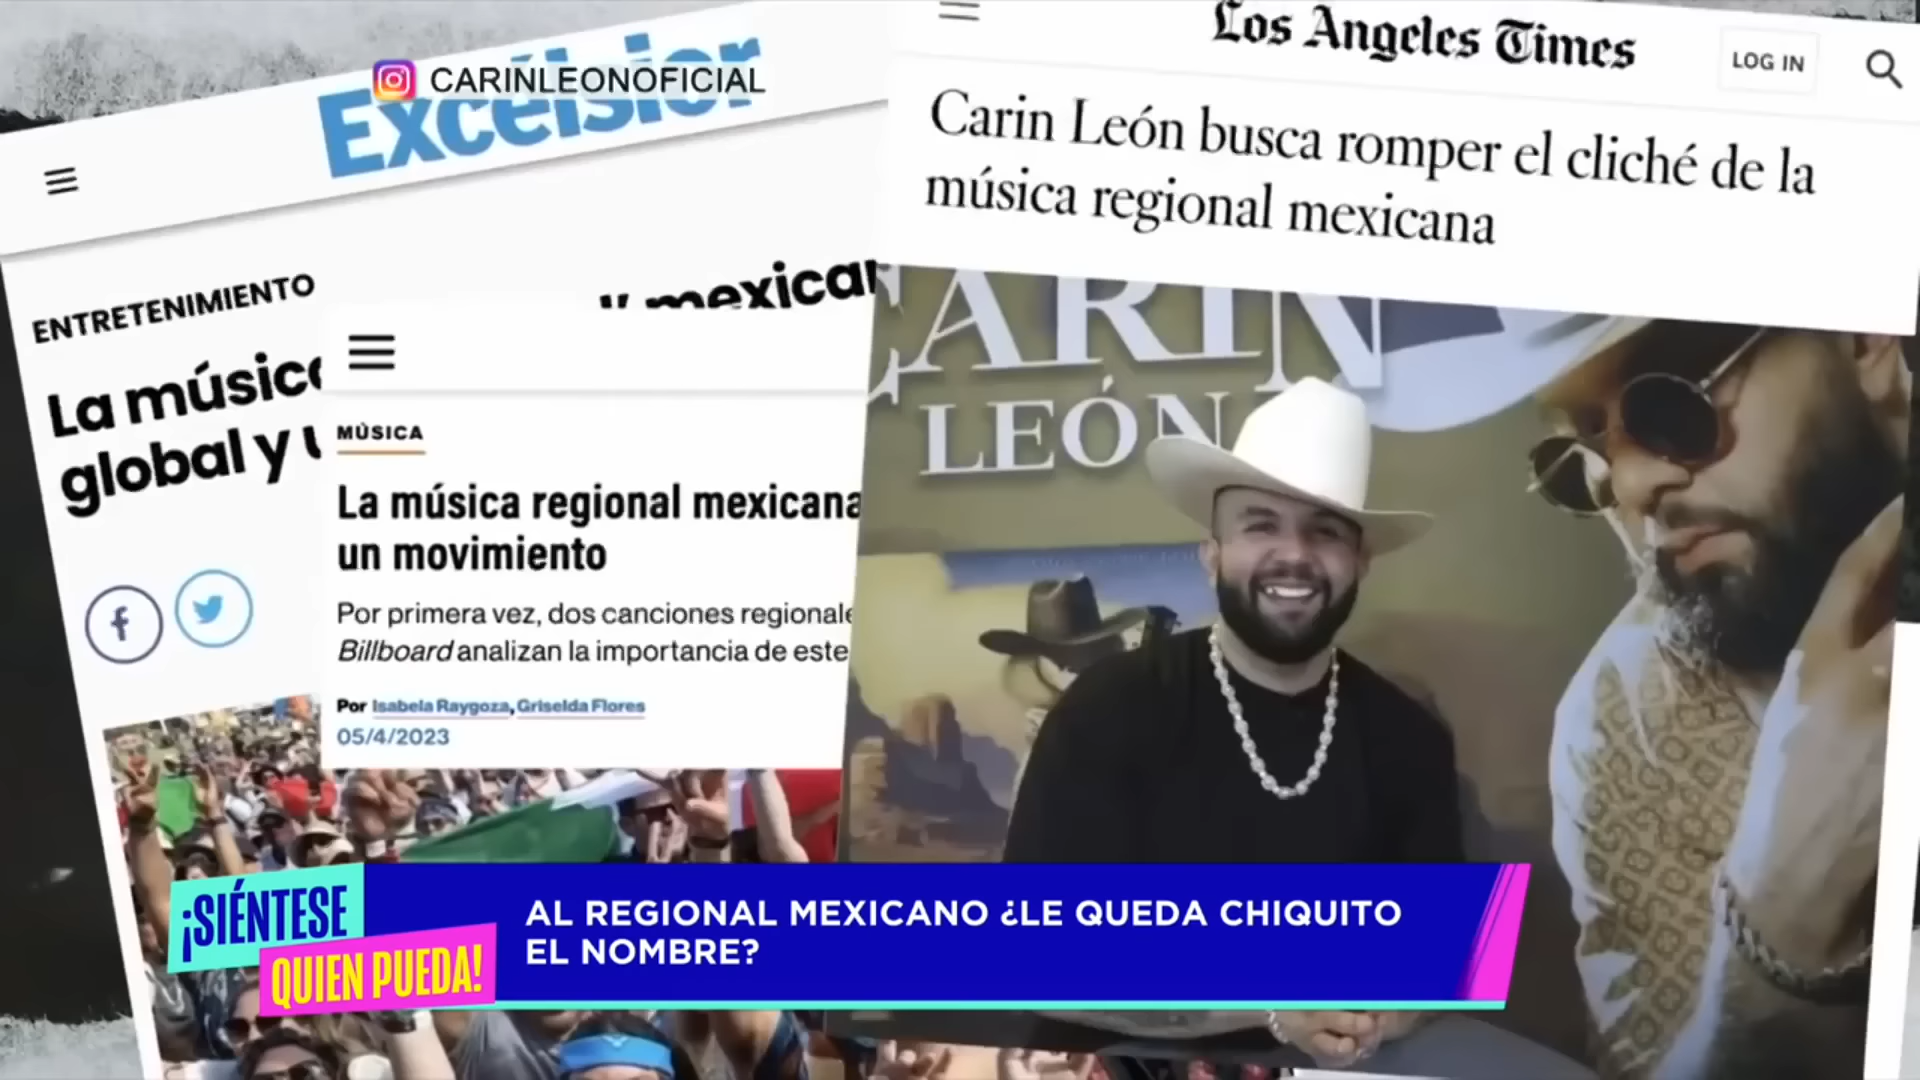 CARINLEONOFICIAL
Excélsior
ENTRETENIMIENTO
La música
global y
MÚSICA
La música regional mexicana
un movimiento
Por primera vez, dos canciones
Billboard analizan la importancia de este
Por Isabela Raygoza, Griselda Flores
05/4/2023
Los Angeles Times
LOG IN
Carin León busca romper el cliché de la
música regional mexicana
CARIN
LEÓN
¡SIÉNTESE
QUIEN PUEDA!
AL REGIONAL MEXICANO ¿LE QUEDA CHIQUITO
EL NOMBRE?